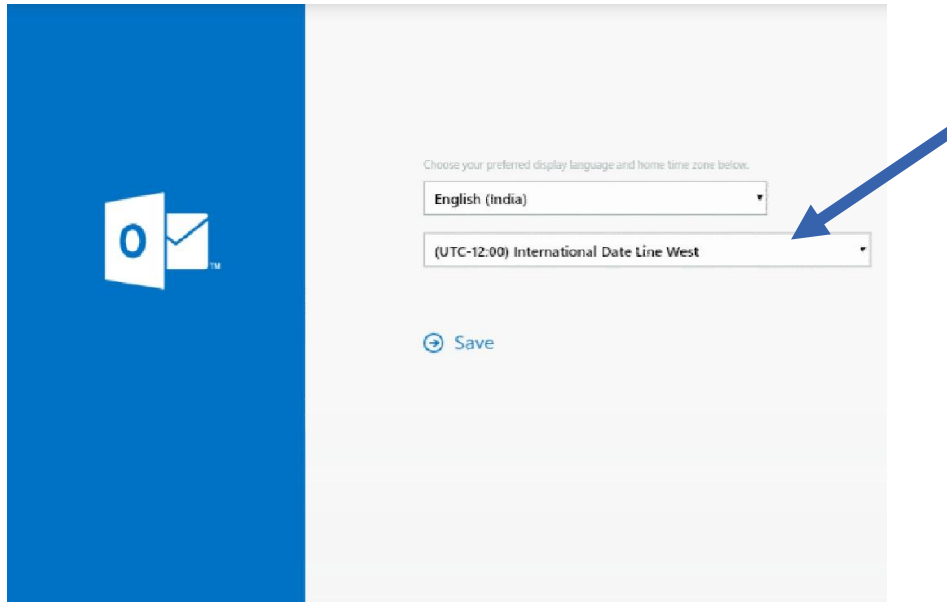 Choose your preferred display language and home time zone below.
English (India)
(UTC-12:00) International Date Line West
O
TM
Save